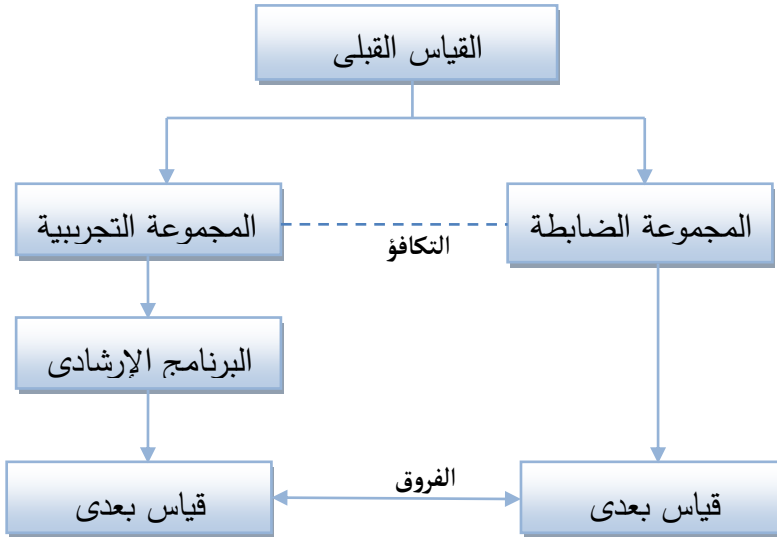 القياس القبلى
المجموعة الضابطة
التكافؤ
المجموعة التجريبية
البرنامج الإرشادى
قياس بعدى
الفروق
قياس بعدى